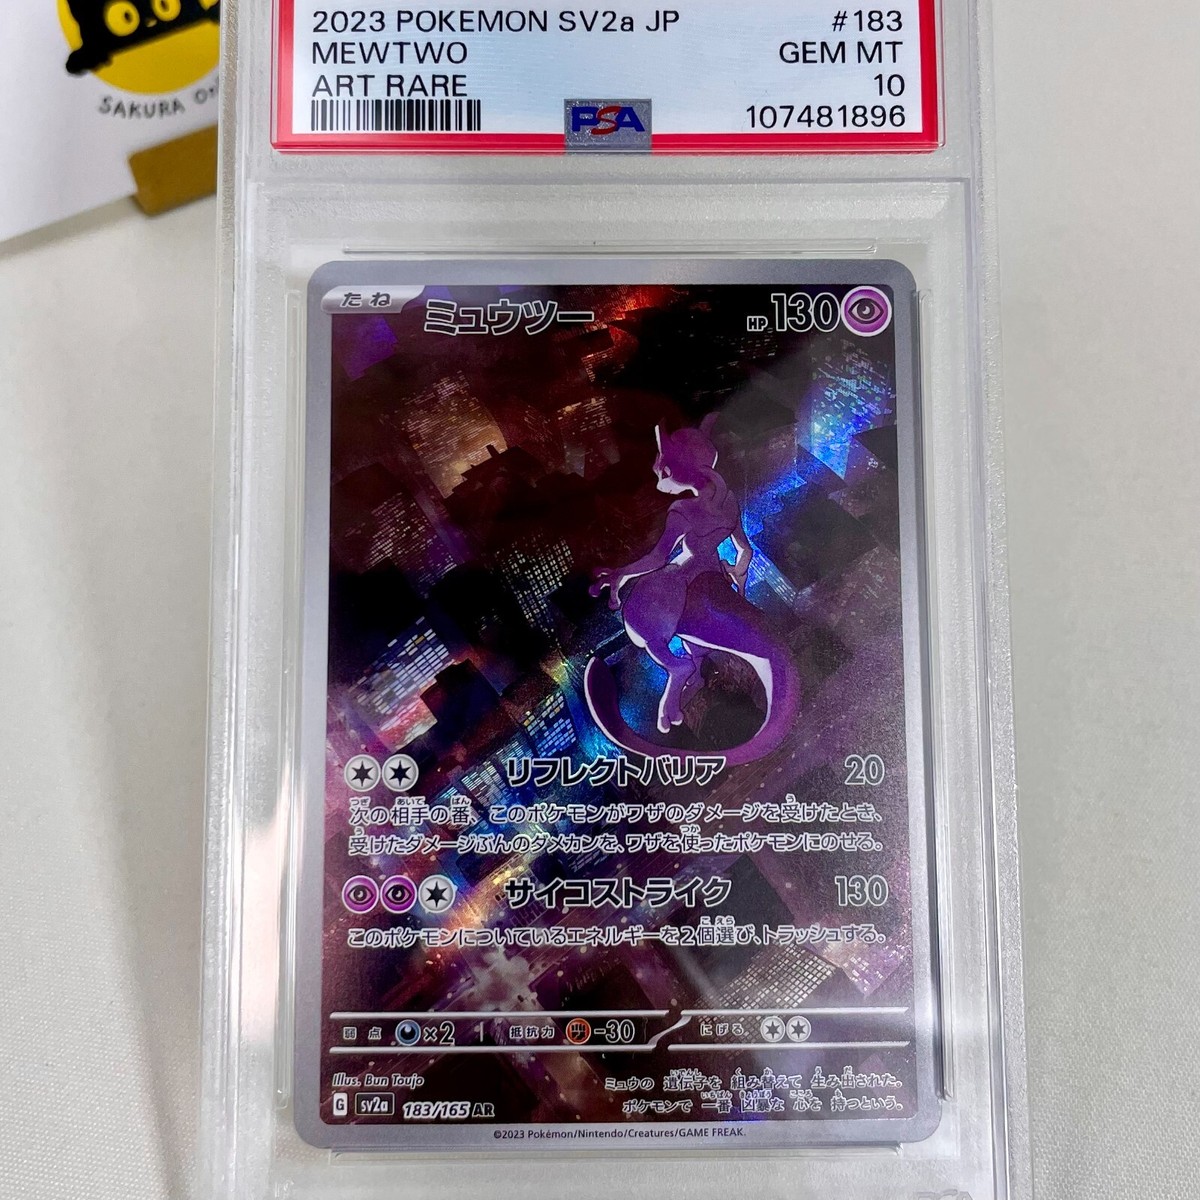 SAKURA On
2023 POKEMON SV2a JP #183
MEWTWO GEM MT
ART RARE 10
PSA 107481896
たね ミュウツー HP130
リフレクトバリア 20
次の相手の番、このポケモンがワザのダメージを受けたとき、
受けたダメージぶんのダメカンを、ワザを使ったポケモンにのせる。
サイコストライク 130
このポケモンについているエネルギーを2個選び、トラッシュする。
弱点 ×2 抵抗力 -30 にげる
Illus. Bun Toujo
ミュウの 遺伝子を 組み替えて 生み出された。
ポケモンで 一番 凶暴な 心を 持つという。
G sv2a 183/165 AR
©2023 Pokémon/Nintendo/Creatures/GAME FREAK.